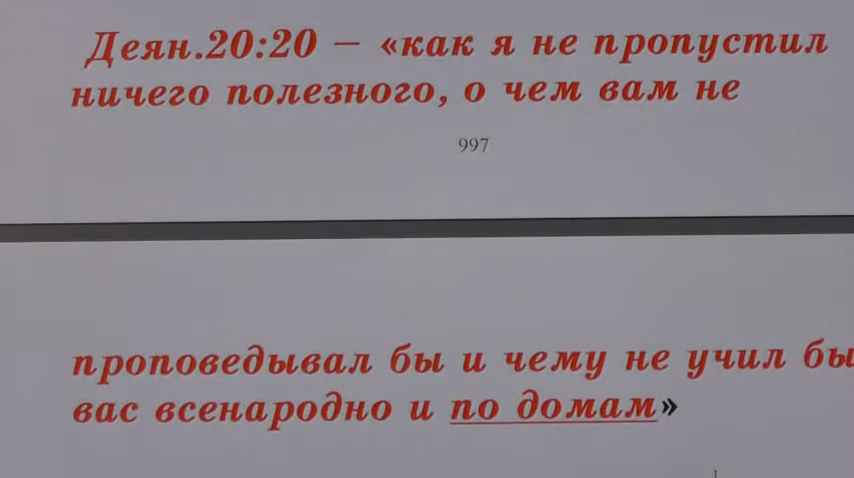 Деян.20:20 – «как я не пропустил
ничего полезного, о чем вам не
997
проповедывал бы и чему не учил бы
вас всенародно и по домам»